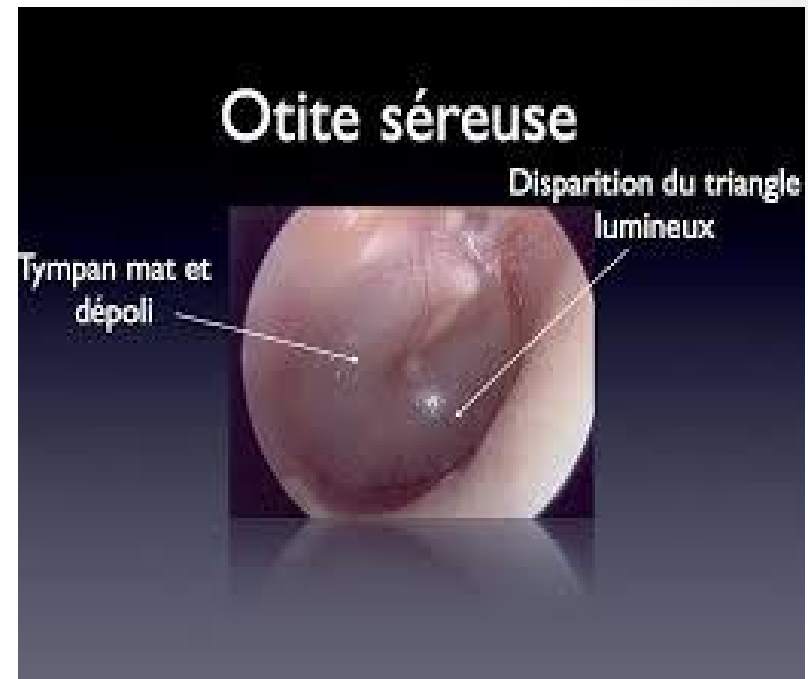 Otite séreuse
Disparition du triangle
lumineux
Tympan mat et
dépoli